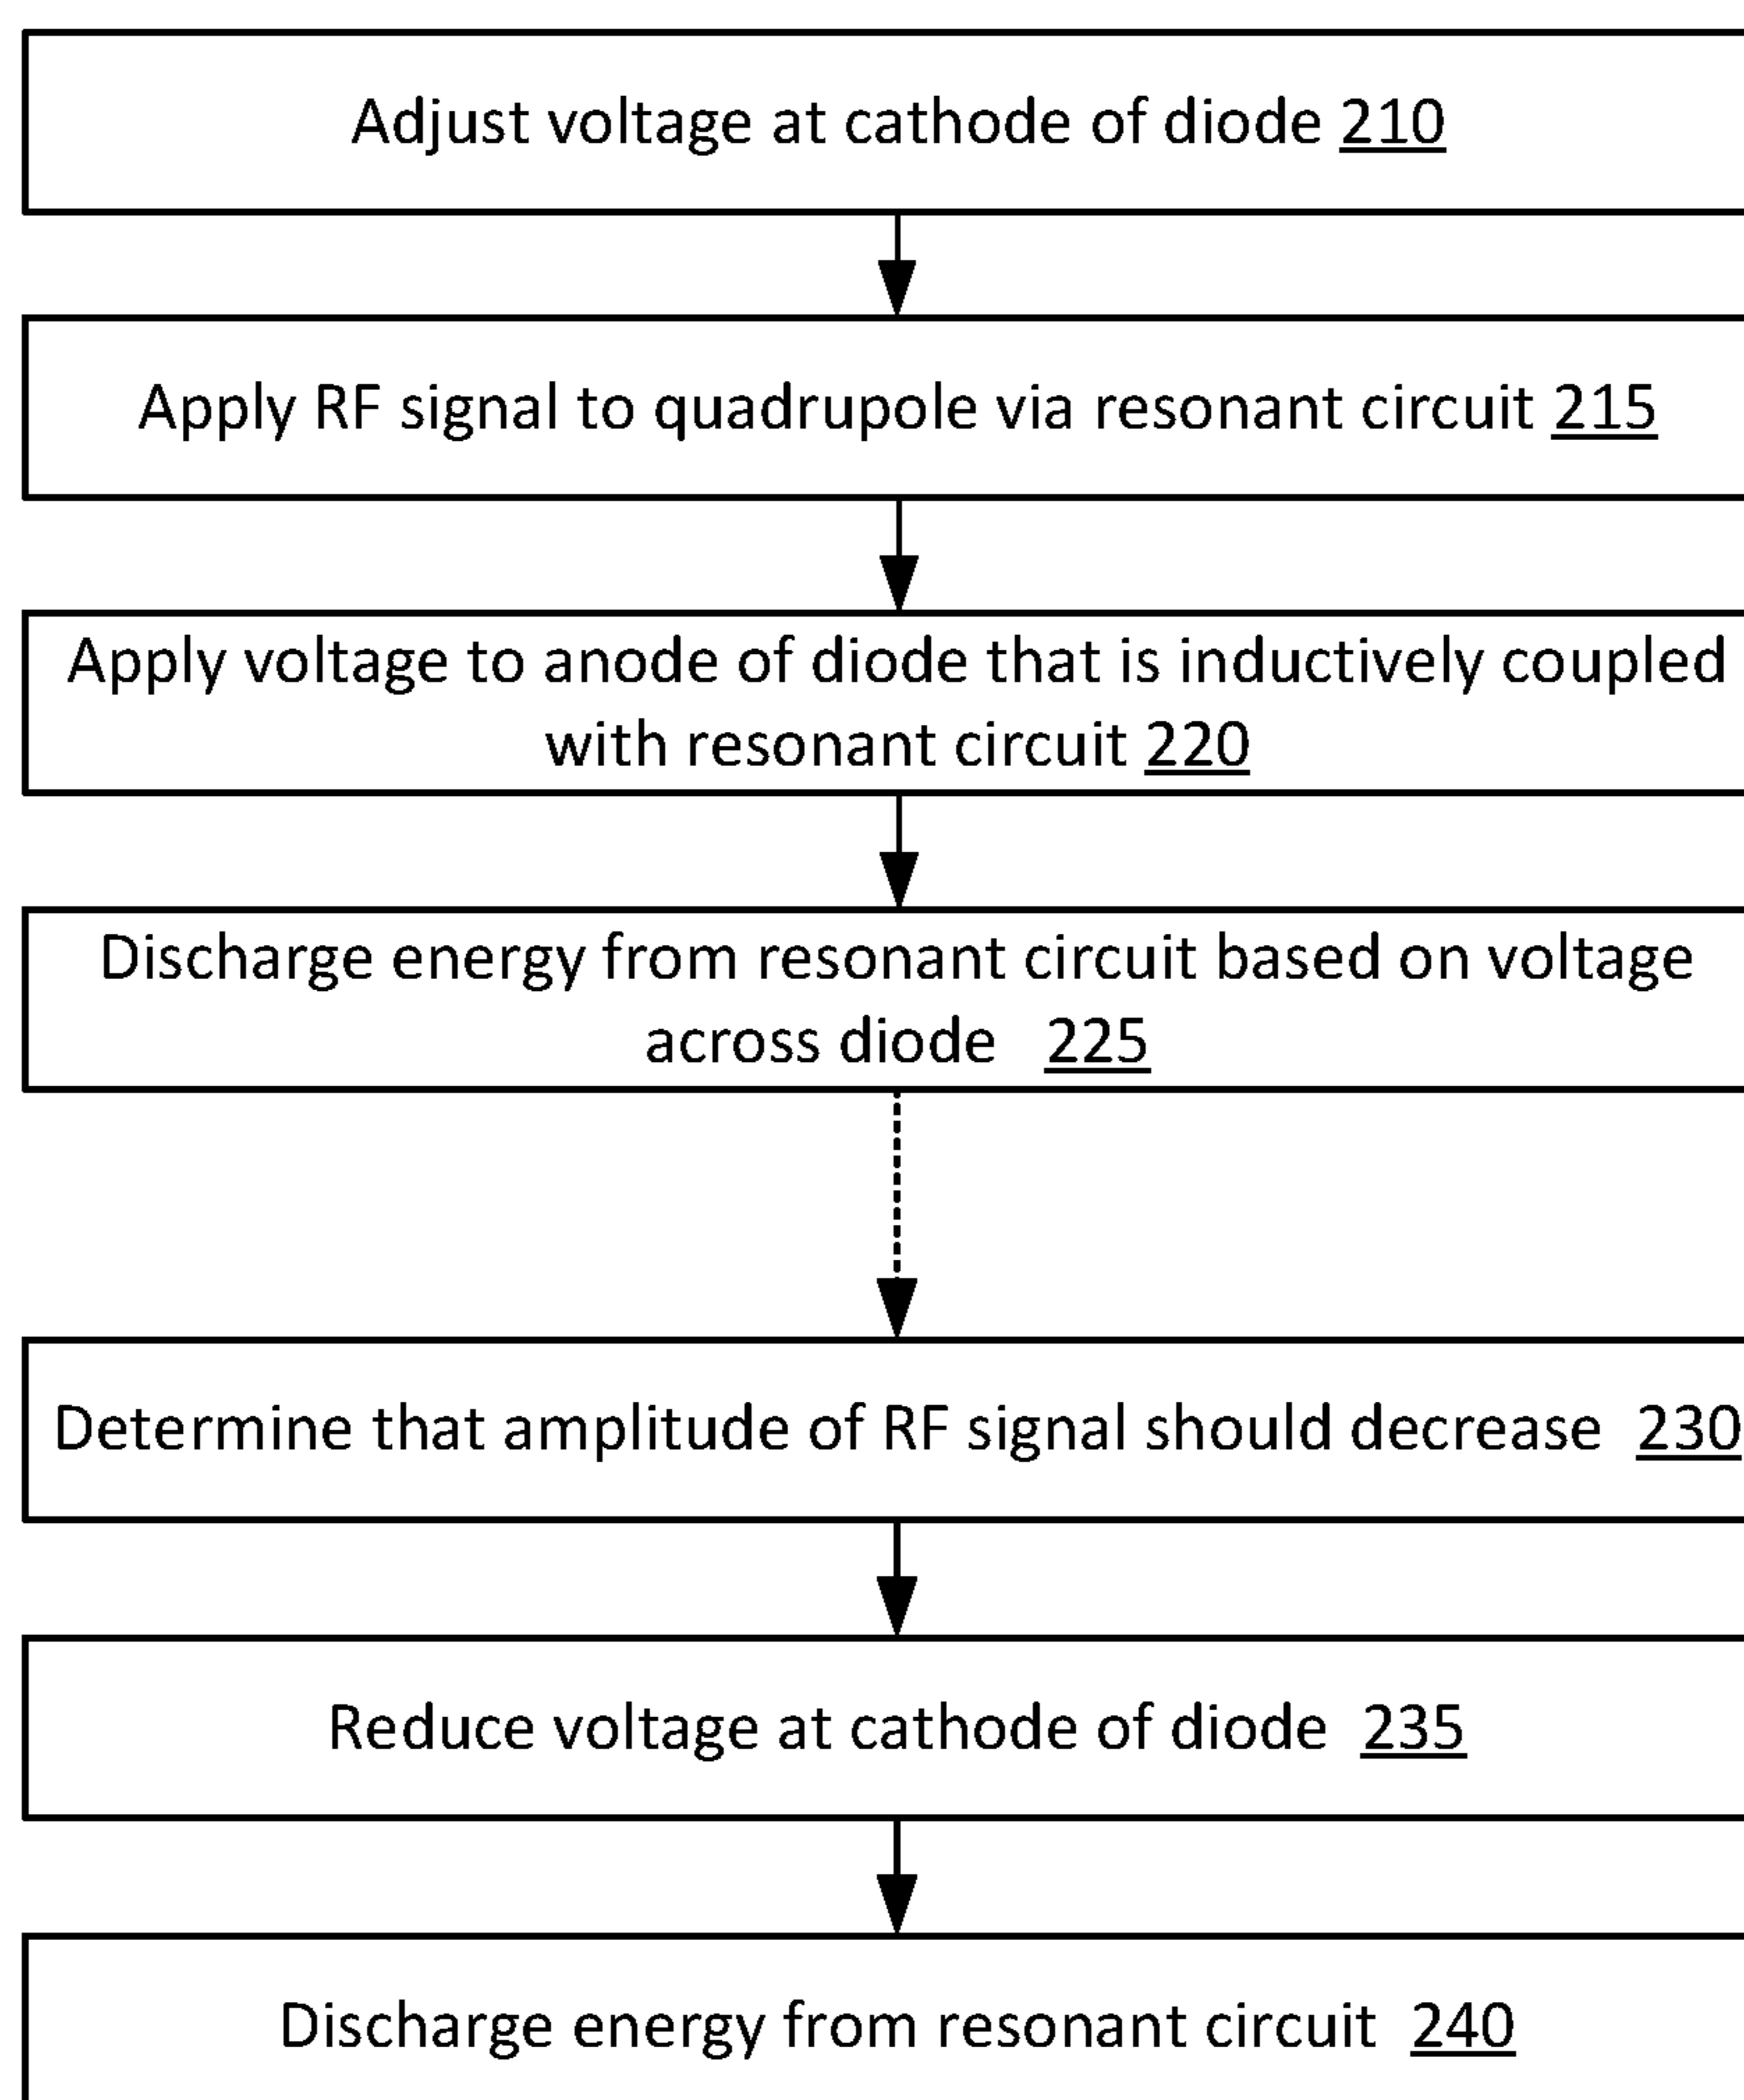 Adjust voltage at cathode of diode 210
Apply RF signal to quadrupole via resonant circuit 215
Apply voltage to anode of diode that is inductively coupled
with resonant circuit 220
Discharge energy from resonant circuit based on voltage
across diode 225
Determine that amplitude of RF signal should decrease 230
Reduce voltage at cathode of diode 235
Discharge energy from resonant circuit 240